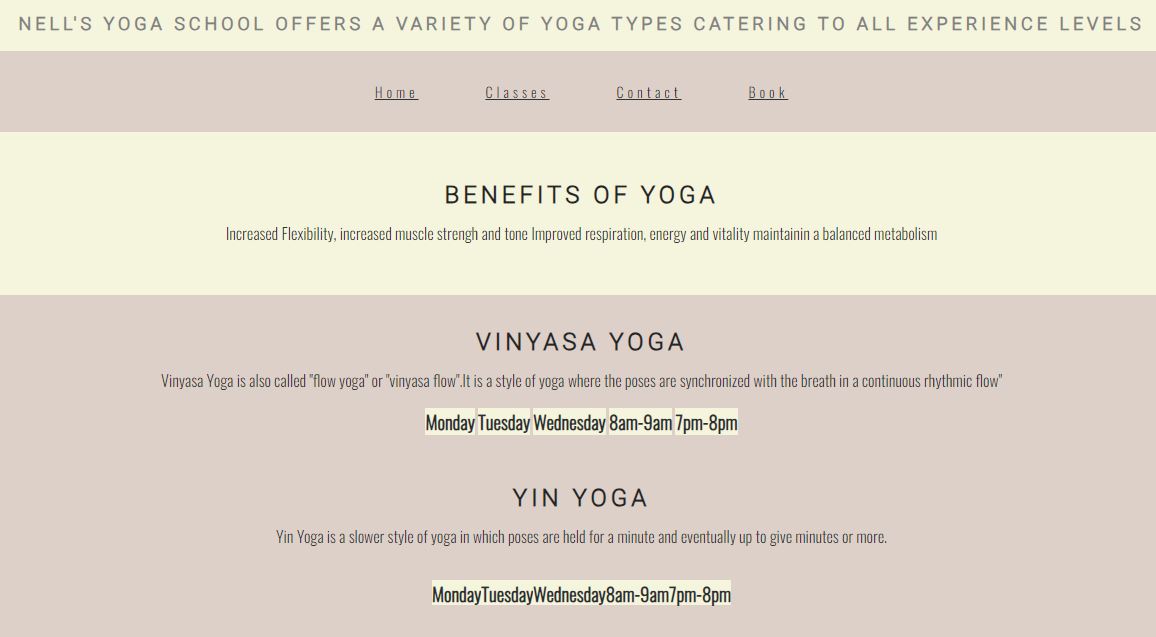 NELL'S YOGA SCHOOL OFFERS A VARIETY OF YOGA TYPES CATERING TO ALL EXPERIENCE LEVELS
Home Classes Contact Book
BENEFITS OF YOGA
Increased Flexibility, increased muscle strengh and tone Improved respiration, energy and vitality maintainin a balanced metabolism
VINYASA YOGA
Vinyasa Yoga is also called "flow yoga" or "vinyasa flow".It is a style of yoga where the poses are synchronized with the breath in a continuous rhythmic flow"
Monday Tuesday Wednesday 8am-9am 7pm-8pm
YIN YOGA
Yin Yoga is a slower style of yoga in which poses are held for a minute and eventually up to give minutes or more.
MondayTuesdayWednesday8am-9am7pm-8pm